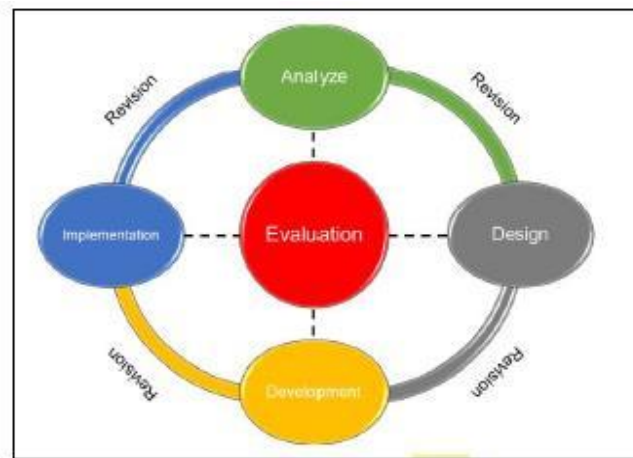 Analyze
Revision
Revision
Implementation
Evaluation
Design
Revision
Revision
Development